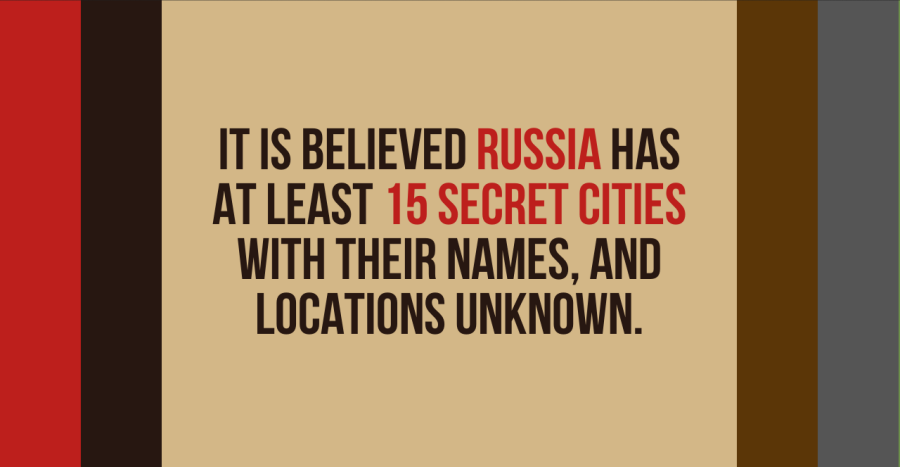 IT IS BELIEVED RUSSIA HAS
AT LEAST 15 SECRET CITIES
WITH THEIR NAMES, AND
LOCATIONS UNKNOWN.